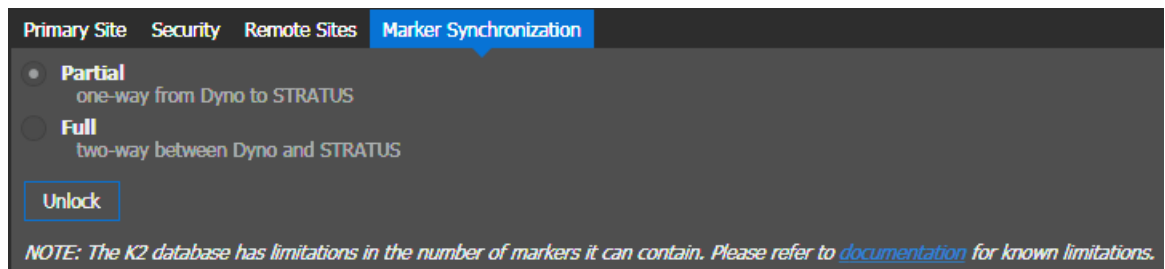 Primary Site Security Remote Sites Marker Synchronization
Partial
one-way from Dyno to STRATUS
Full
two-way between Dyno and STRATUS
Unlock
NOTE: The K2 database has limitations in the number of markers it can contain. Please refer to documentation for known limitations.